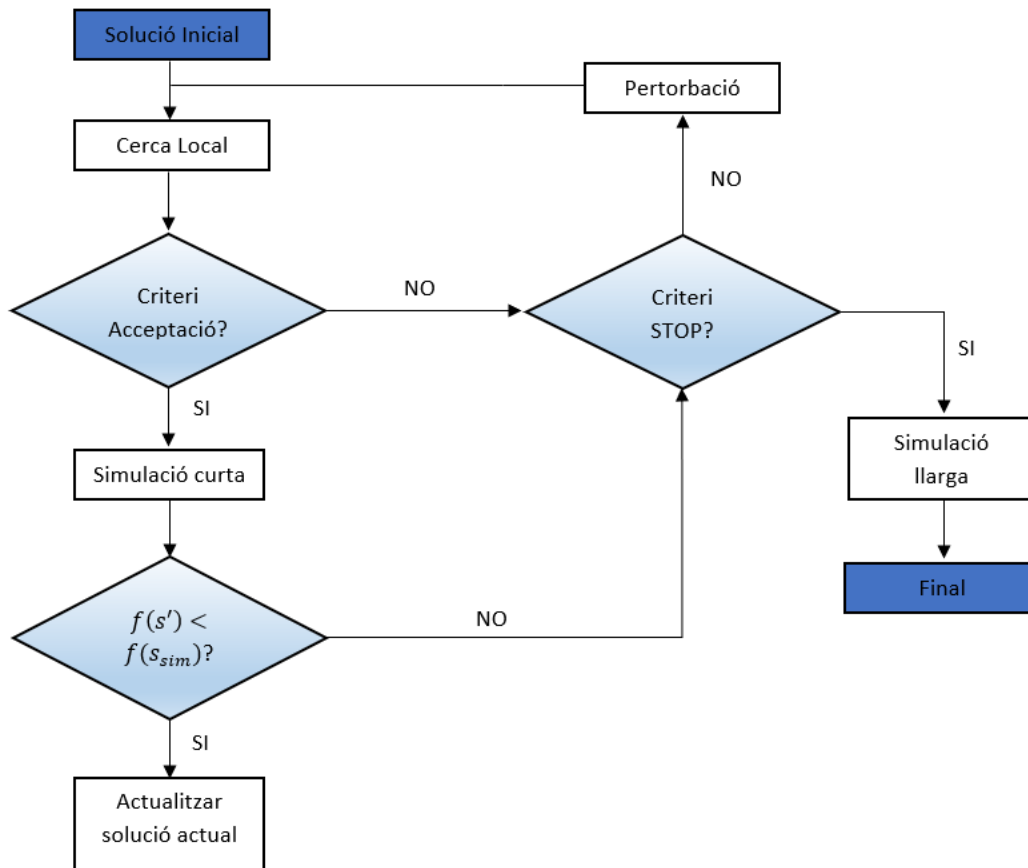 Solució Inicial
Pertorbació
Cerca Local
NO
Criteri
Acceptació?
NO
Criteri
STOP?
SI
SI
Simulació curta
Simulació
llarga
f(s′) <
f(s_sim)?
NO
Final
SI
Actualitzar
solució actual